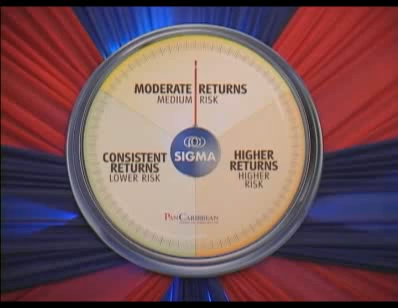 MODERATE RETURNS
MEDIUM RISK
CONSISTENT
RETURNS
LOWER RISK
SIGMA
HIGHER
RETURNS
HIGHER
RISK
PANCARIBBEAN